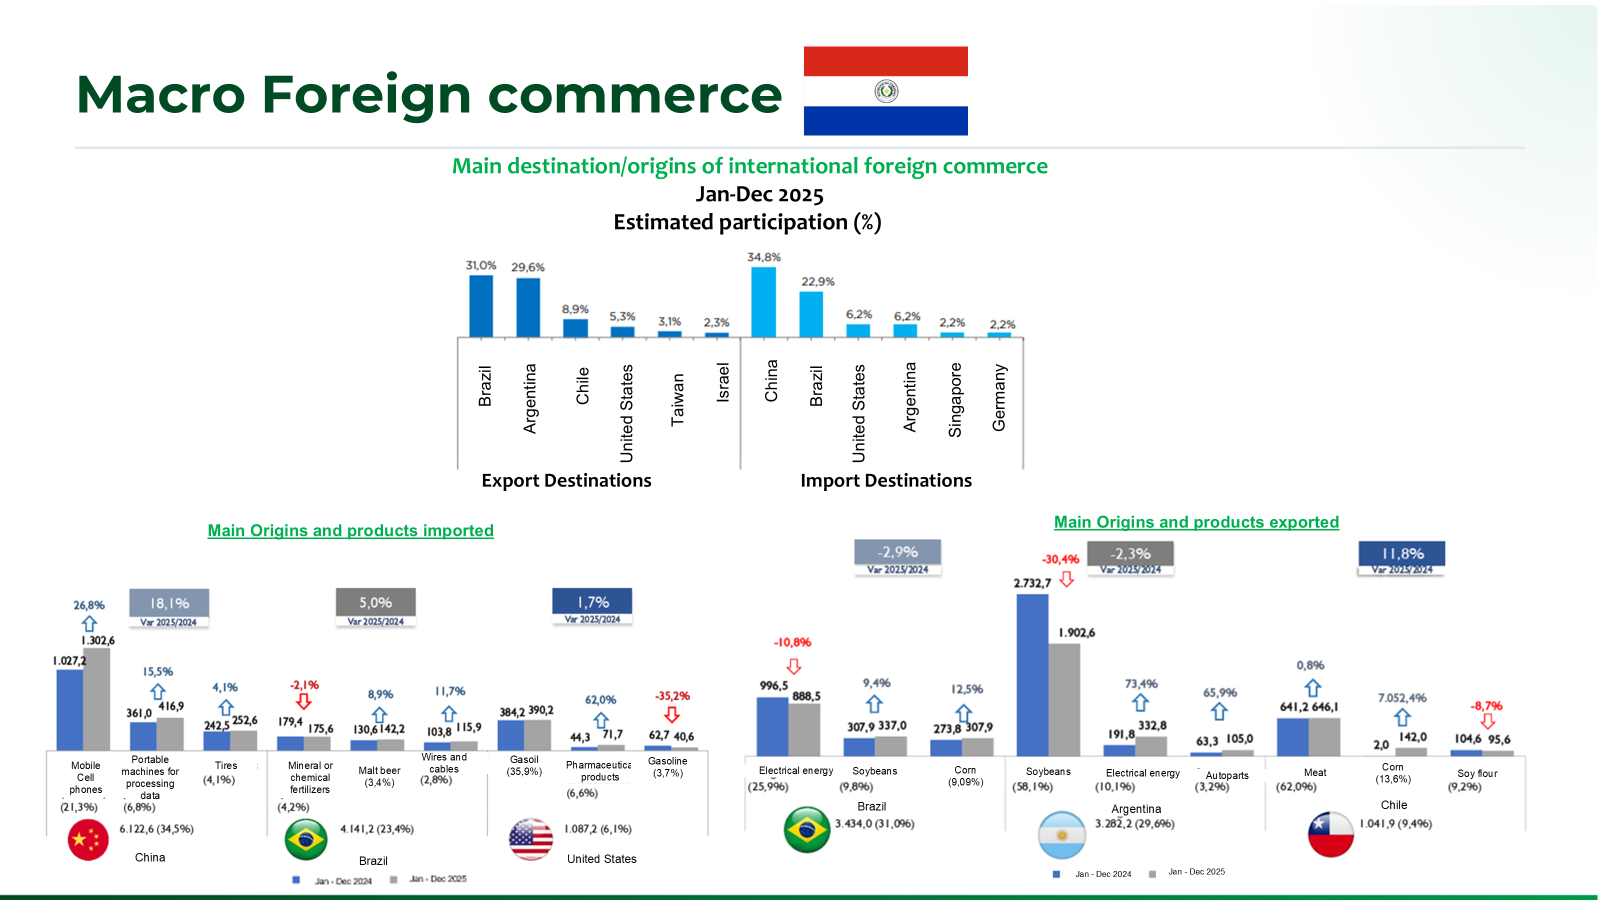 Macro Foreign commerce
Main destination/origins of international foreign commerce
Jan-Dec 2025
Estimated participation (%)
31,0%
29,6%
8,9%
5,3%
3,1%
2,3%
34,8%
22,9%
6,2%
6,2%
2,2%
2,2%
Brazil
Argentina
Chile
United States
Taiwan
Israel
China
Brazil
United States
Argentina
Singapore
Germany
Export Destinations
Import Destinations
Main Origins and products imported
18,1%
Var 2025/2024
5,0%
Var 2025/2024
1,7%
Var 2025/2024
26,8%
1.027,2
1.302,6
15,5%
361,0
416,9
4,1%
242,5
252,6
-2,1%
179,4
175,6
8,9%
130,6
142,2
11,7%
103,8
115,9
384,2
390,2
62,0%
44,3
71,7
-35,2%
62,7
40,6
Mobile
Cell
phones
(21,3%)
Portable
machines for
processing
data
(6,8%)
Tires
(4,1%)
Mineral or
chemical
fertilizers
(4,2%)
Malt beer
(3,4%)
Wires and
cables
(2,8%)
Gasoil
(35,9%)
Pharmaceutica
products
(6,6%)
Gasoline
(3,7%)
6.122,6 (34,5%)
China
4.141,2 (23,4%)
Brazil
1.087,2 (6,1%)
United States
Jan - Dec 2024
Jan - Dec 2025
Main Origins and products exported
-2,9%
Var 2025/2024
-2,3%
Var 2025/2024
11,8%
Var 2025/2024
-10,8%
996,5
888,5
9,4%
307,9
337,0
12,5%
273,8
307,9
-30,4%
2.732,7
1.902,6
73,4%
191,8
332,8
65,9%
63,3
105,0
0,8%
641,2
646,1
7.052,4%
2,0
142,0
-8,7%
104,6
95,6
Electrical energy
(25,9%)
Soybeans
(9,8%)
Corn
(9,09%)
Soybeans
(58,1%)
Electrical energy
(10,1%)
Autoparts
(3,2%)
Meat
(62,0%)
Corn
(13,6%)
Soy flour
(9,2%)
Brazil
3.434,0 (31,0%)
Argentina
3.282,2 (29,6%)
Chile
1.041,9 (9,4%)
Jan - Dec 2024
Jan - Dec 2025